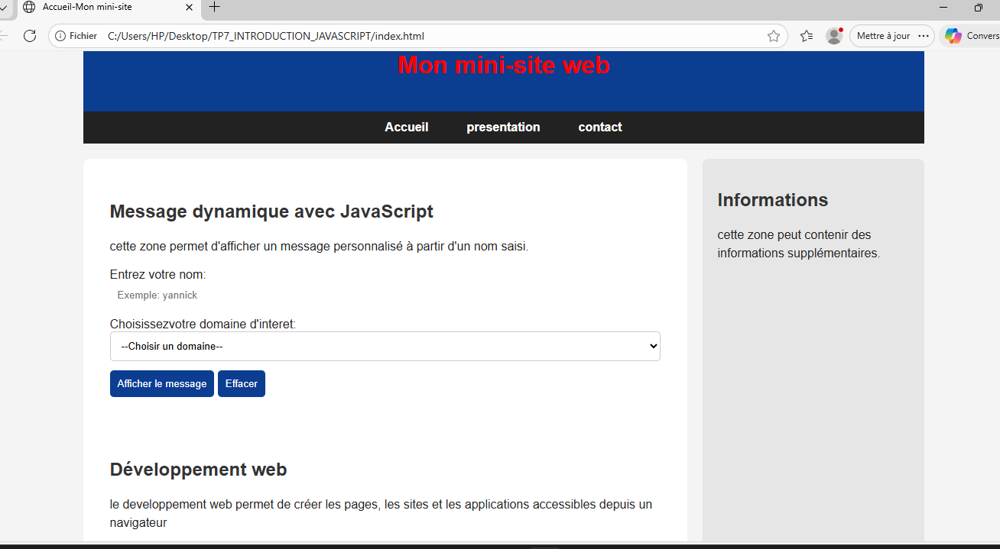 Accueil-Mon mini-site
Fichier C:/Users/HP/Desktop/TP7_INTRODUCTION_JAVASCRIPT/index.html
Mettre à jour
Convers
Mon mini-site web
Accueil presentation contact
Message dynamique avec JavaScript
cette zone permet d'afficher un message personnalisé à partir d'un nom saisi.
Entrez votre nom:
Exemple: yannick
Choisissezvotre domaine d'interet:
--Choisir un domaine--
Afficher le message Effacer
Développement web
le developpement web permet de créer les pages, les sites et les applications accessibles depuis un
navigateur
Informations
cette zone peut contenir des
informations supplémentaires.